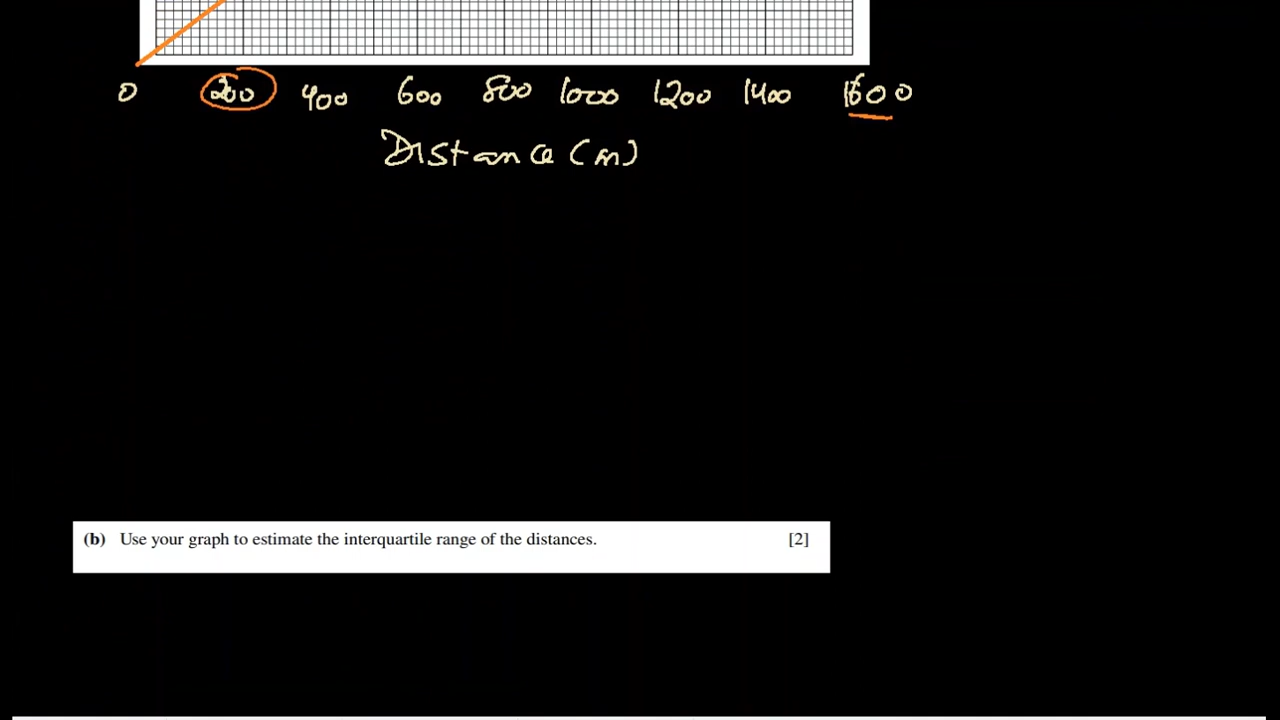 0 200 400 600 800 1000 1200 1400 1600
Distance (m)
(b) Use your graph to estimate the interquartile range of the distances. [2]